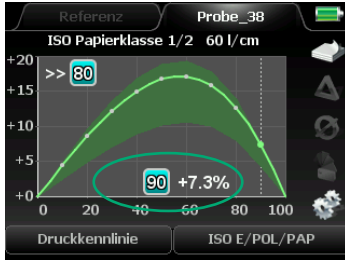 Referenz Probe_38
ISO Papierklasse 1/2 60 l/cm
+20
>> 80
+15
+10
+5
90 +7.3%
+0
0 20 40 60 80 100
Druckkennlinie ISO E/POL/PAP